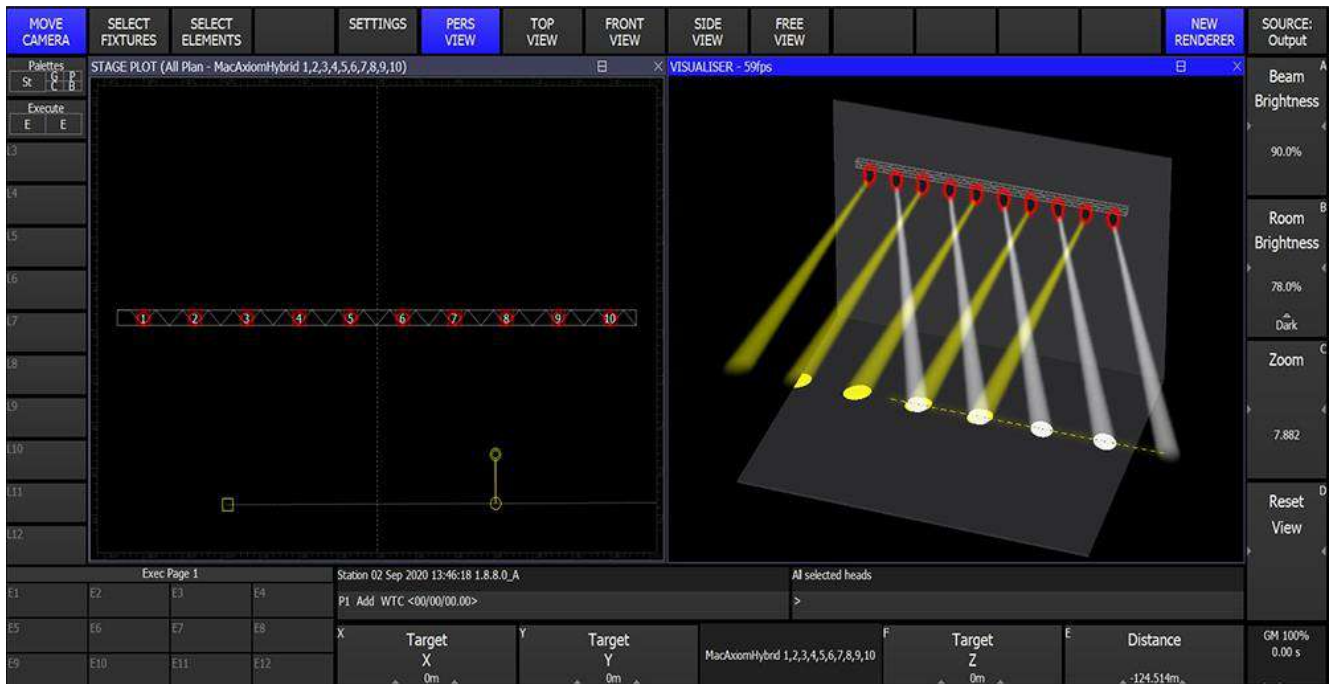 MOVE
CAMERA
SELECT
FIXTURES
SELECT
ELEMENTS
SETTINGS
PERS
VIEW
TOP
VIEW
FRONT
VIEW
SIDE
VIEW
FREE
VIEW
NEW
RENDERER
SOURCE:
Output
Palettes
St G P
C B
Execute
E E
L3
L4
L5
L6
L7
L8
L9
L10
L11
L12
STAGE PLOT (All Plan - MacAxiomHybrid 1,2,3,4,5,6,7,8,9,10)
1 2 3 4 5 6 7 8 9 10
VISUALISER - 59fps
A
Beam
Brightness
90.0%
B
Room
Brightness
78.0%
Dark
C
Zoom
7.882
D
Reset
View
Exec Page 1
E1 E2 E3 E4
E5 E6 E7 E8
E9 E10 E11 E12
Station 02 Sep 2020 13:46:18 1.8.8.0_A
P1 Add WTC <00/00/00.00>
All selected heads
>
X Target
X
0m
Y Target
Y
0m
MacAxiomHybrid 1,2,3,4,5,6,7,8,9,10
F Target
Z
0m
E Distance
-124.514m
GM 100%
0.00 s